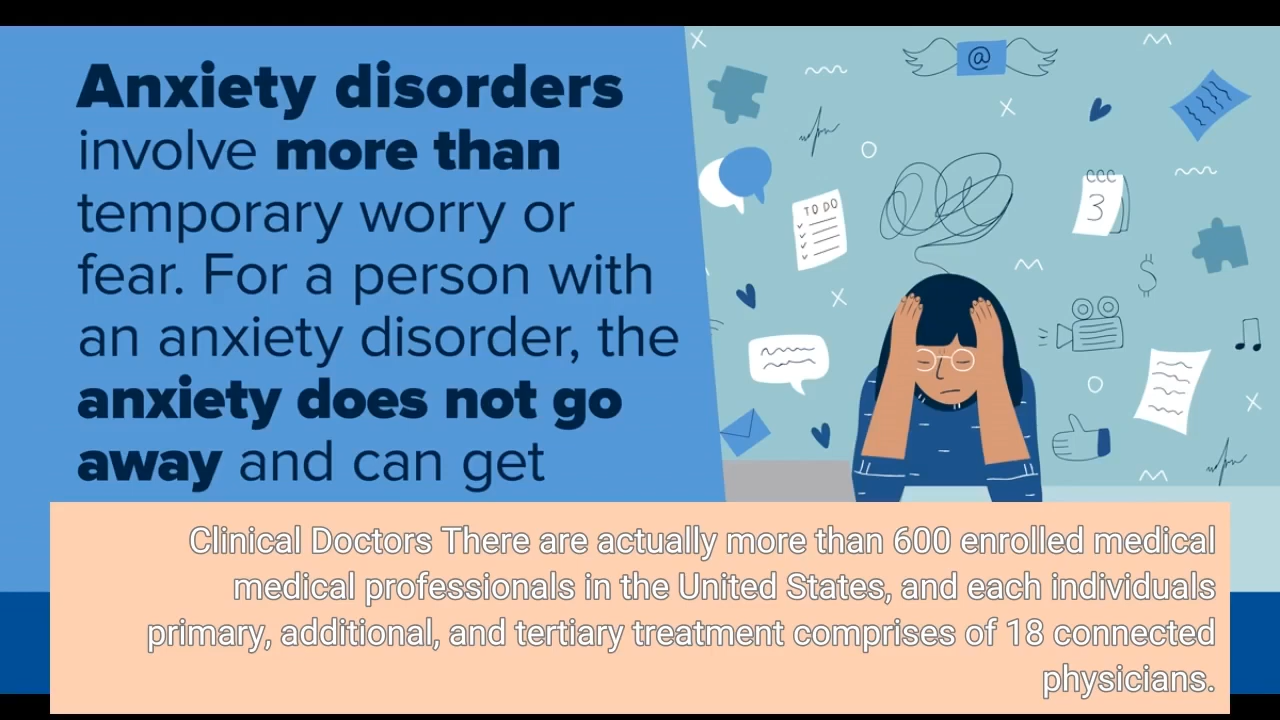 Anxiety disorders
involve more than
temporary worry or
fear. For a person with
an anxiety disorder, the
anxiety does not go
away and can get
@
TO DO
3
$
Clinical Doctors There are actually more than 600 enrolled medical
medical professionals in the United States, and each individuals
primary, additional, and tertiary treatment comprises of 18 connected
physicians.